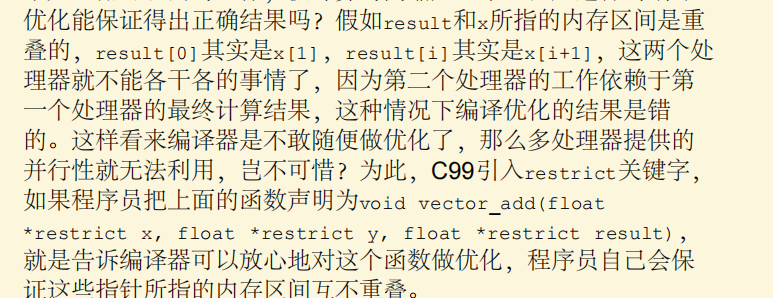 优化能保证得出正确结果吗？假如result和x所指的内存区间是重
叠的，result[0]其实是x[1]，result[i]其实是x[i+1]，这两个处
理器就不能各干各的事情了，因为第二个处理器的工作依赖于第
一个处理器的最终计算结果，这种情况下编译优化的结果是错
的。这样看来编译器是不敢随便做优化了，那么多处理器提供的
并行性就无法利用，岂不可惜？为此，C99引入restrict关键字，
如果程序员把上面的函数声明为void vector_add(float
*restrict x, float *restrict y, float *restrict result)，
就是告诉编译器可以放心地对这个函数做优化，程序员自己会保
证这些指针所指的内存区间互不重叠。